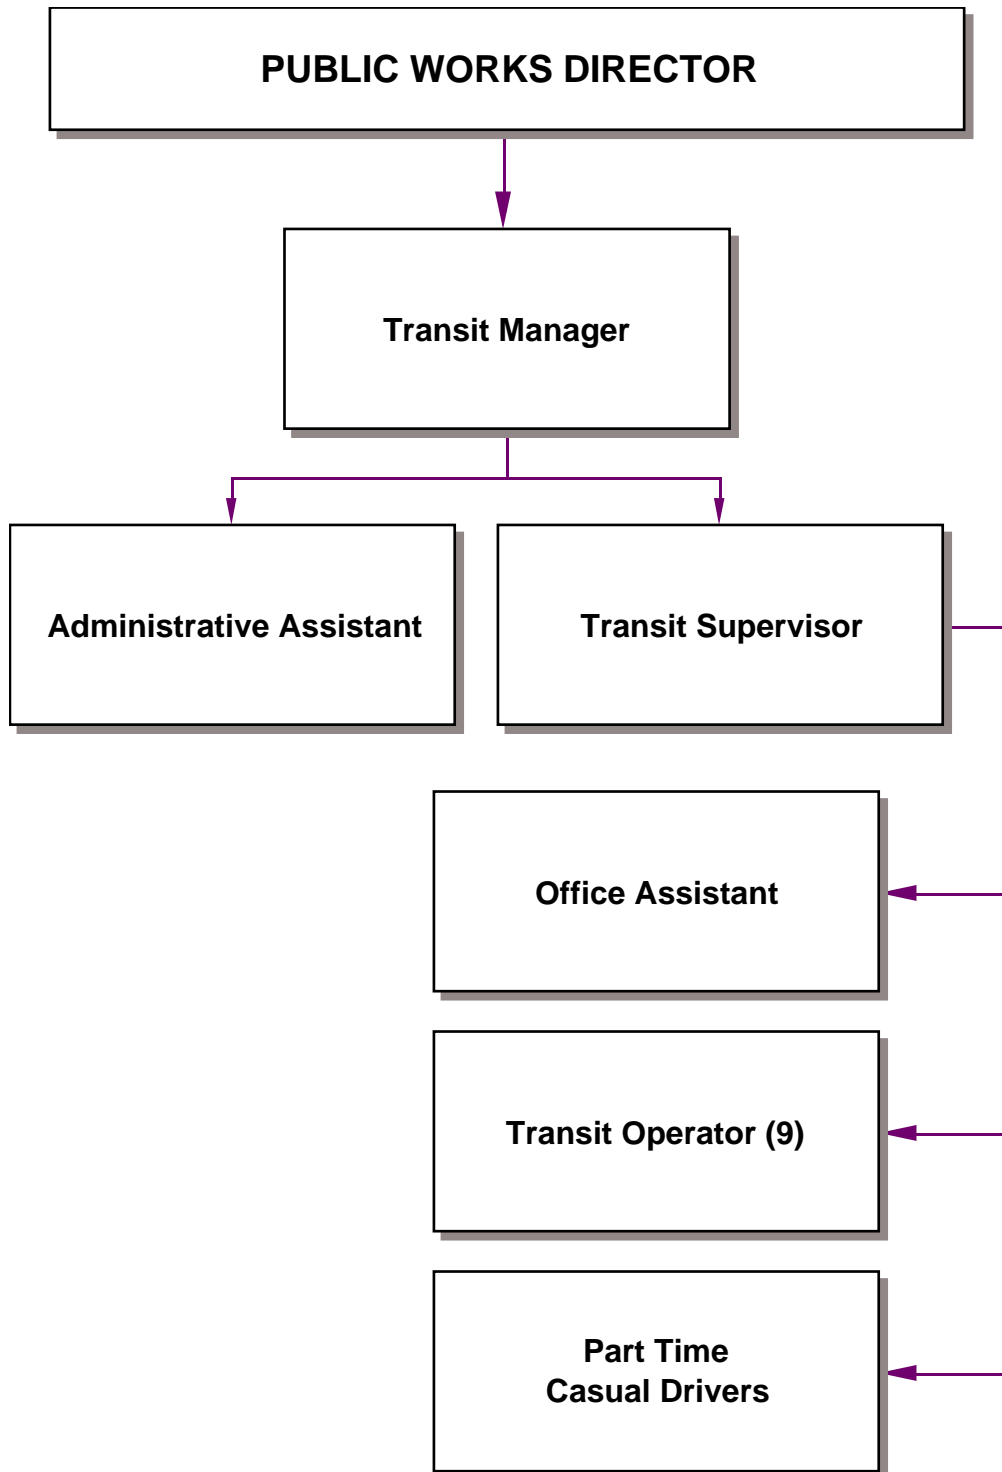 PUBLIC WORKS DIRECTOR
Transit Manager
Administrative Assistant
Transit Supervisor
Office Assistant
Transit Operator (9)
Part Time
Casual Drivers